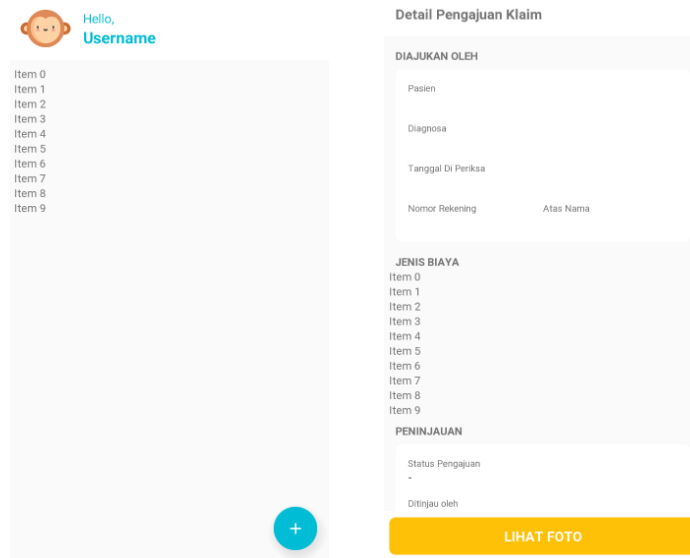 Hello,
Username
Item 0
Item 1
Item 2
Item 3
Item 4
Item 5
Item 6
Item 7
Item 8
Item 9
+
Detail Pengajuan Klaim
DIAJUKAN OLEH
Pasien
Diagnosa
Tanggal Di Periksa
Nomor Rekening Atas Nama
JENIS BIAYA
Item 0
Item 1
Item 2
Item 3
Item 4
Item 5
Item 6
Item 7
Item 8
Item 9
PENINJAUAN
Status Pengajuan
-
Ditinjau oleh
LIHAT FOTO